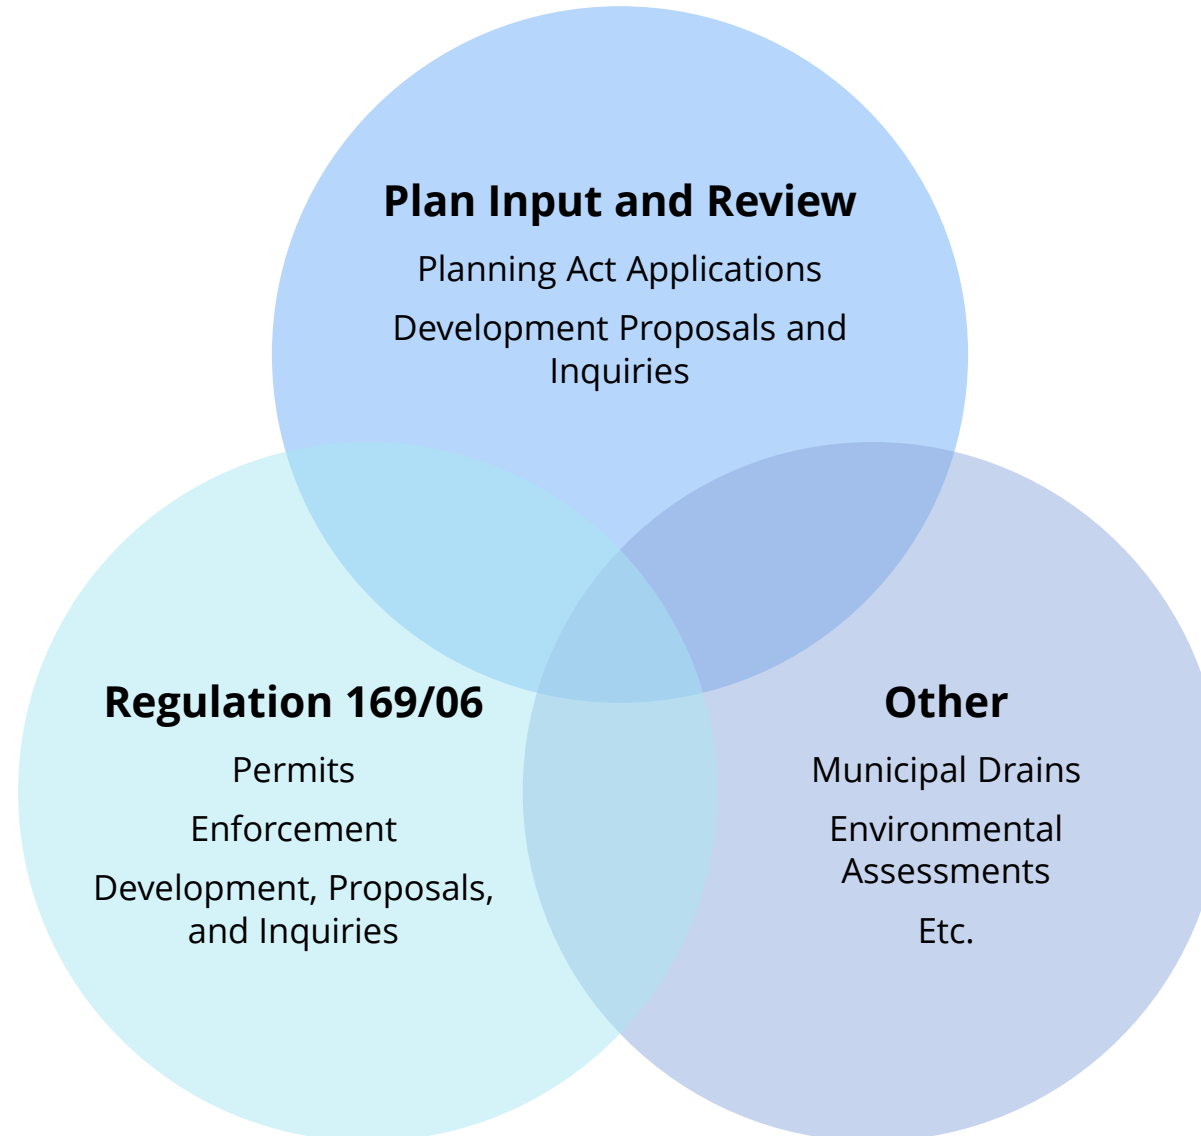 Plan Input and Review
Planning Act Applications
Development Proposals and
Inquiries
Regulation 169/06
Permits
Enforcement
Development, Proposals,
and Inquiries
Other
Municipal Drains
Environmental
Assessments
Etc.